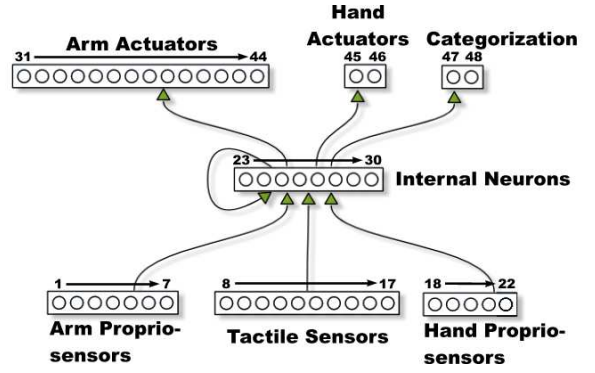 Hand
Arm Actuators Actuators Categorization
31 44 45 46 47 48
23 30
Internal Neurons
1 7 8 17 18 22
Arm Proprio-
sensors
Tactile Sensors
Hand Proprio-
sensors